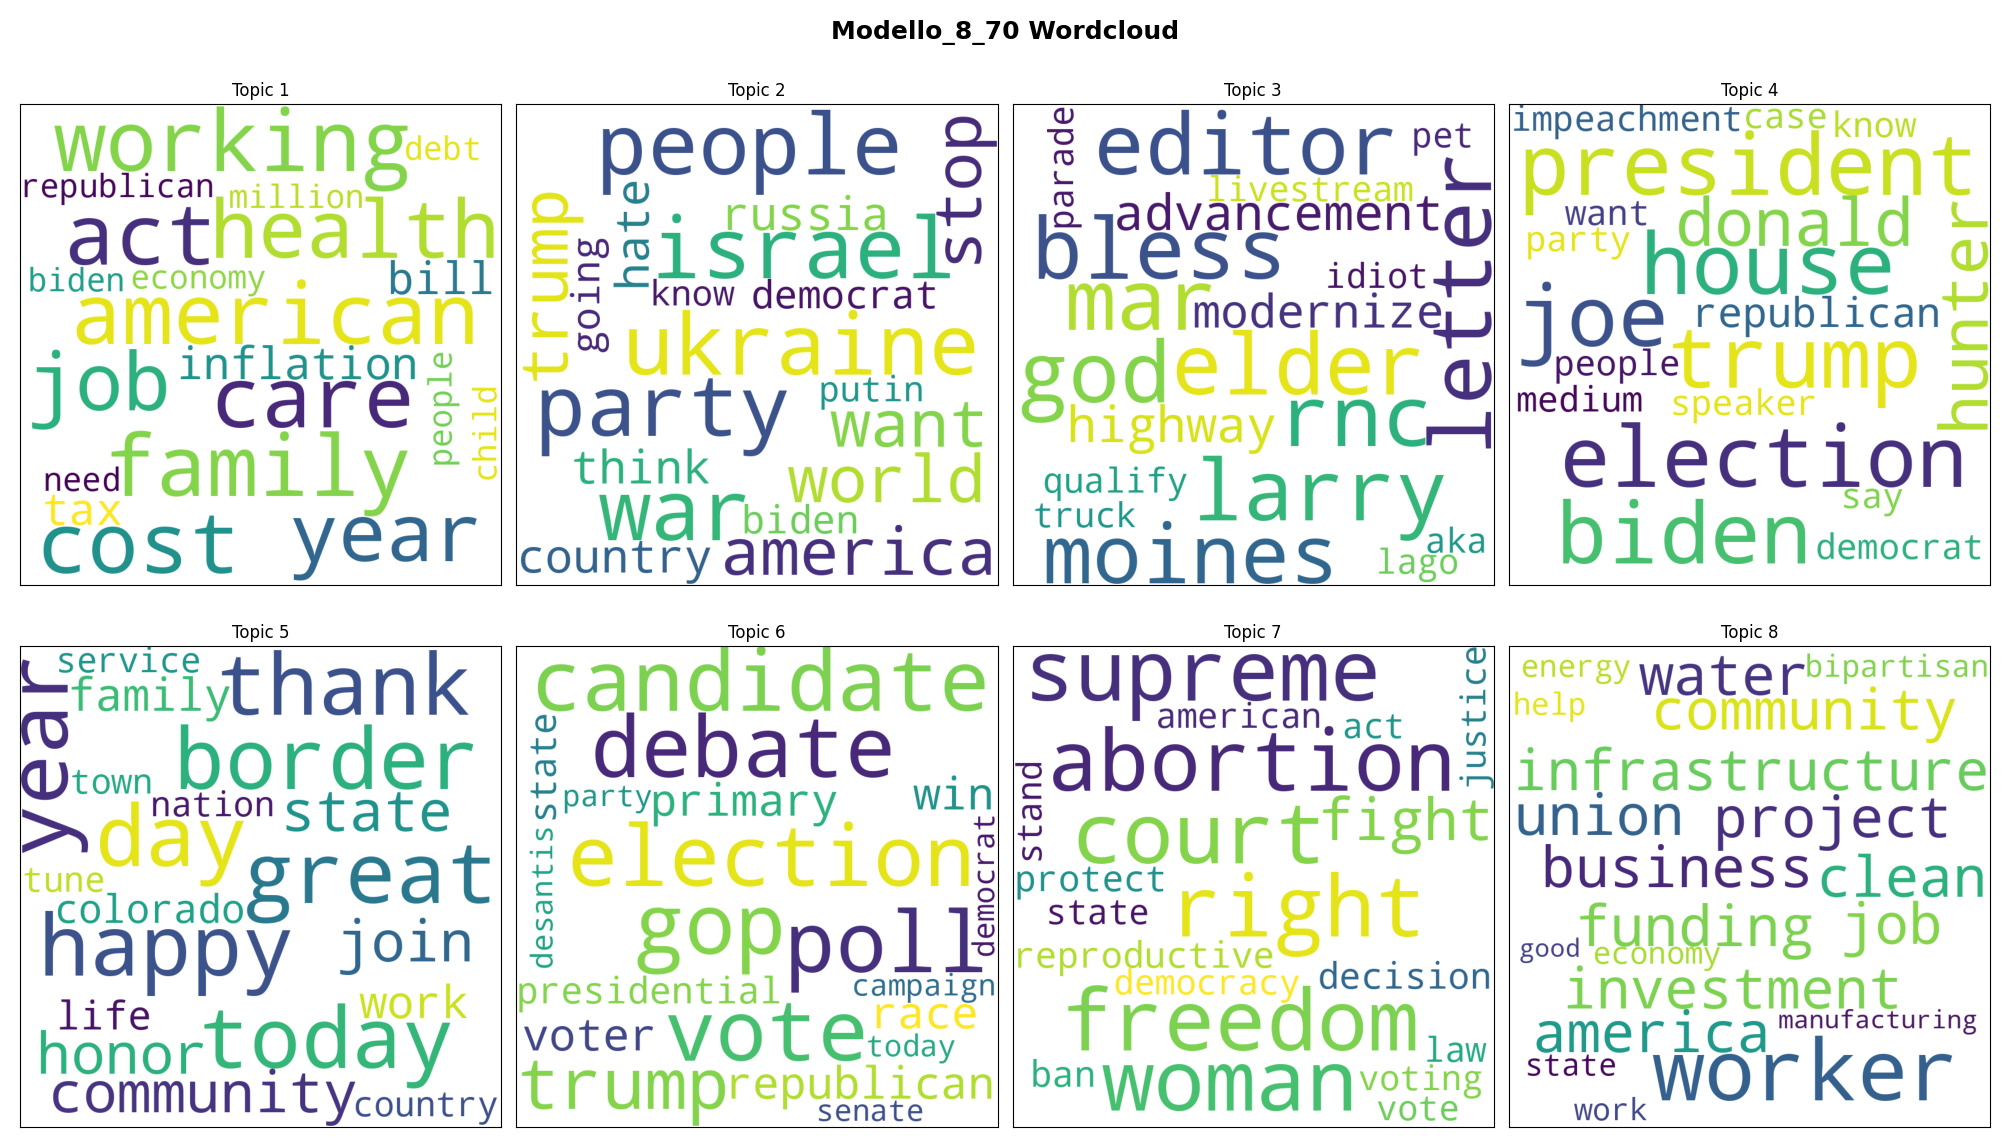 Modello_8_70 Wordcloud
Topic 1
working
debt
republican
million
act
health
biden
economy
bill
american
job
inflation
care
people
child
family
need
tax
cost
year
Topic 2
people
stop
trump
hate
russia
going
israel
know
democrat
ukraine
party
putin
want
think
world
war
biden
country
america
Topic 3
parade
editor
pet
livestream
letter
advancement
bless
idiot
mar
modernize
god
elder
highway
rnc
qualify
larry
truck
moines
aka
lago
Topic 4
impeachment
case
know
president
want
donald
party
house
hunter
joe
republican
people
trump
medium
speaker
election
say
biden
democrat
Topic 5
year
service
thank
family
border
town
nation
state
day
great
tune
colorado
happy
join
life
work
honor
today
community
country
Topic 6
candidate
state
debate
party
primary
win
desantis
election
democrat
gop
poll
presidential
campaign
voter
vote
race
today
trump
republican
senate
Topic 7
supreme
justice
american
act
abortion
stand
court
fight
protect
state
right
reproductive
democracy
decision
freedom
law
ban
woman
voting
vote
Topic 8
energy
water
bipartisan
help
community
infrastructure
union
project
business
clean
funding
job
good
economy
investment
america
manufacturing
state
worker
work